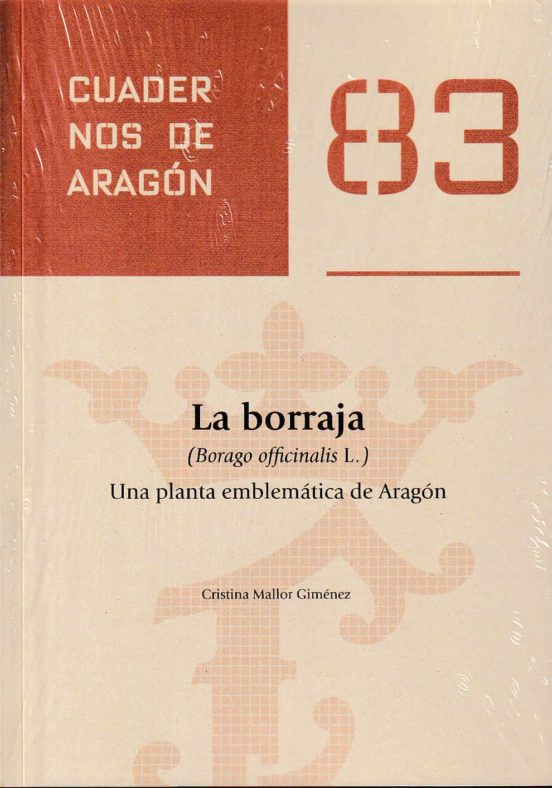 CUADER
NOS DE
ARAGÓN
83
La borraja
(Borago officinalis L.)
Una planta emblemática de Aragón
Cristina Mallor Giménez